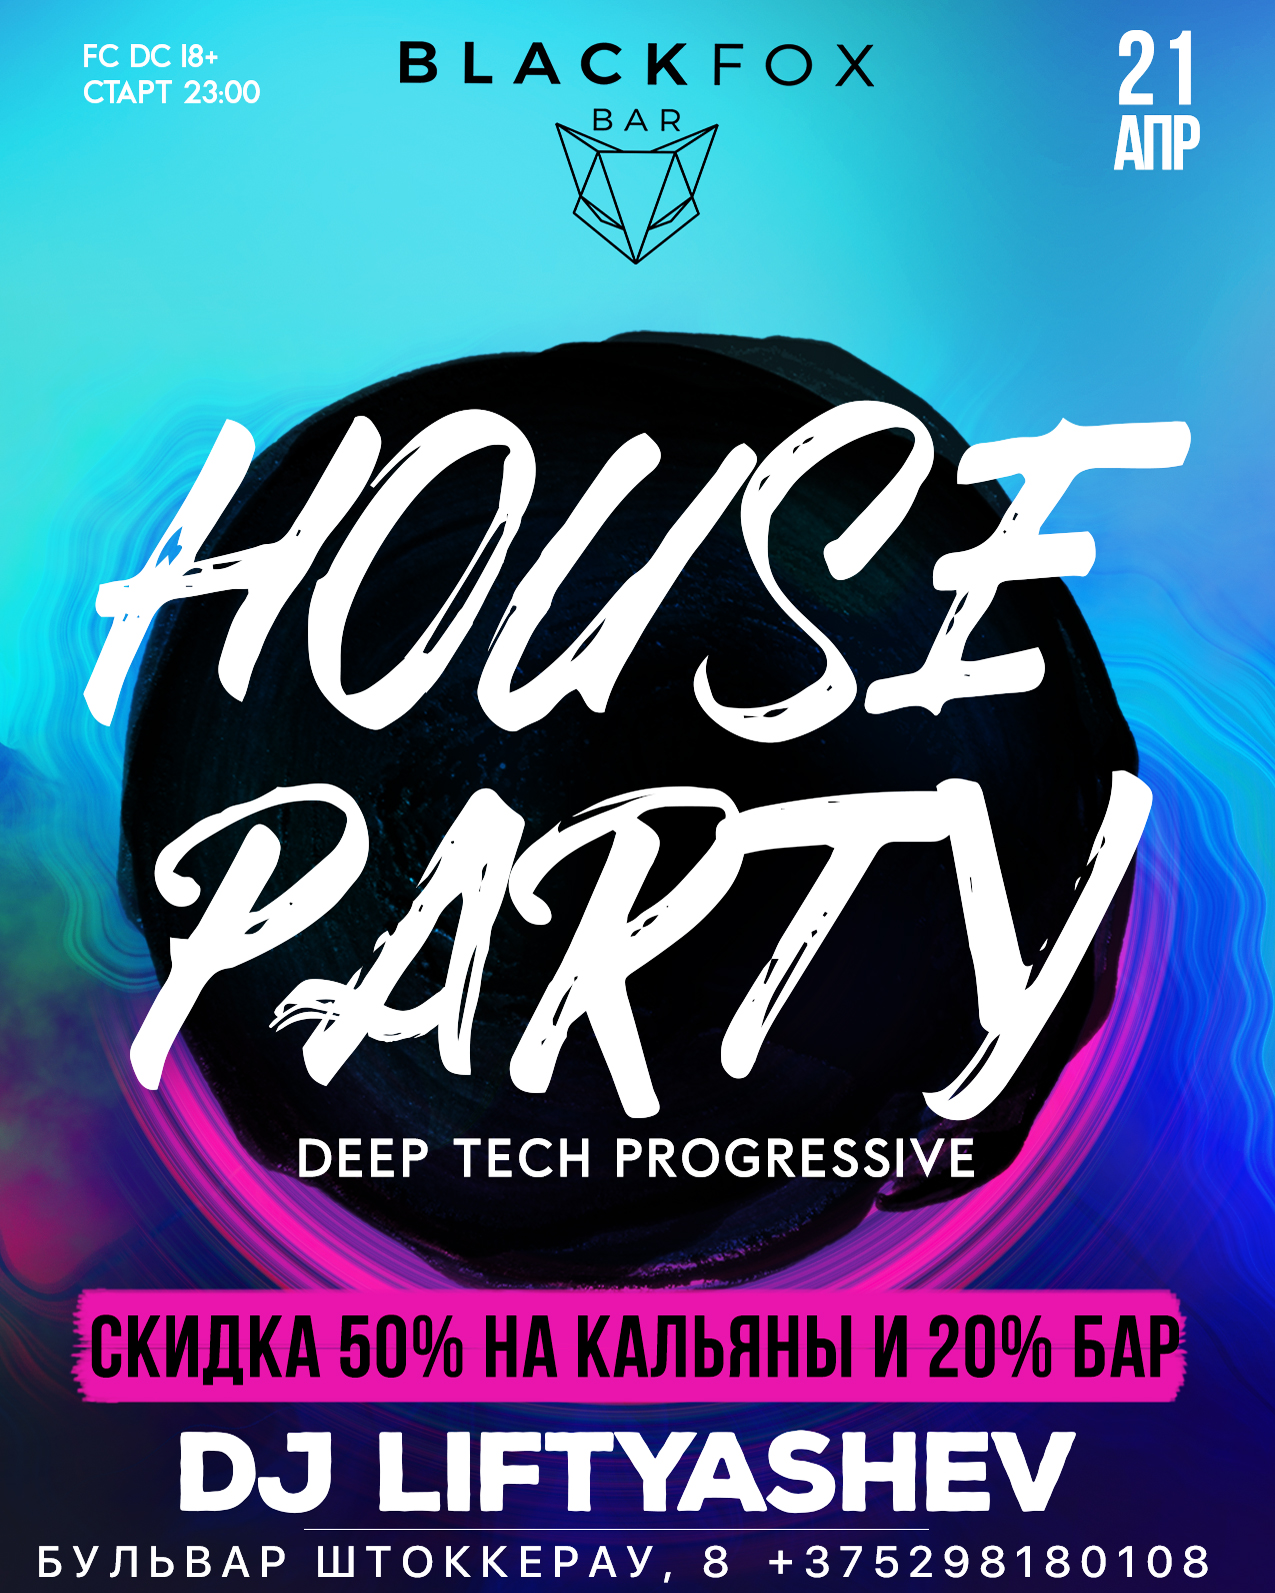 FC DC 18+
СТАРТ 23:00
BLACKFOX
BAR
21
АПР
HOUSE
PARTY
DEEP TECH PROGRESSIVE
СКИДКА 50% НА КАЛЬЯНЫ И 20% БАР
DJ LIFTYASHEV
БУЛЬВАР ШТОККЕРАУ, 8 +375298180108